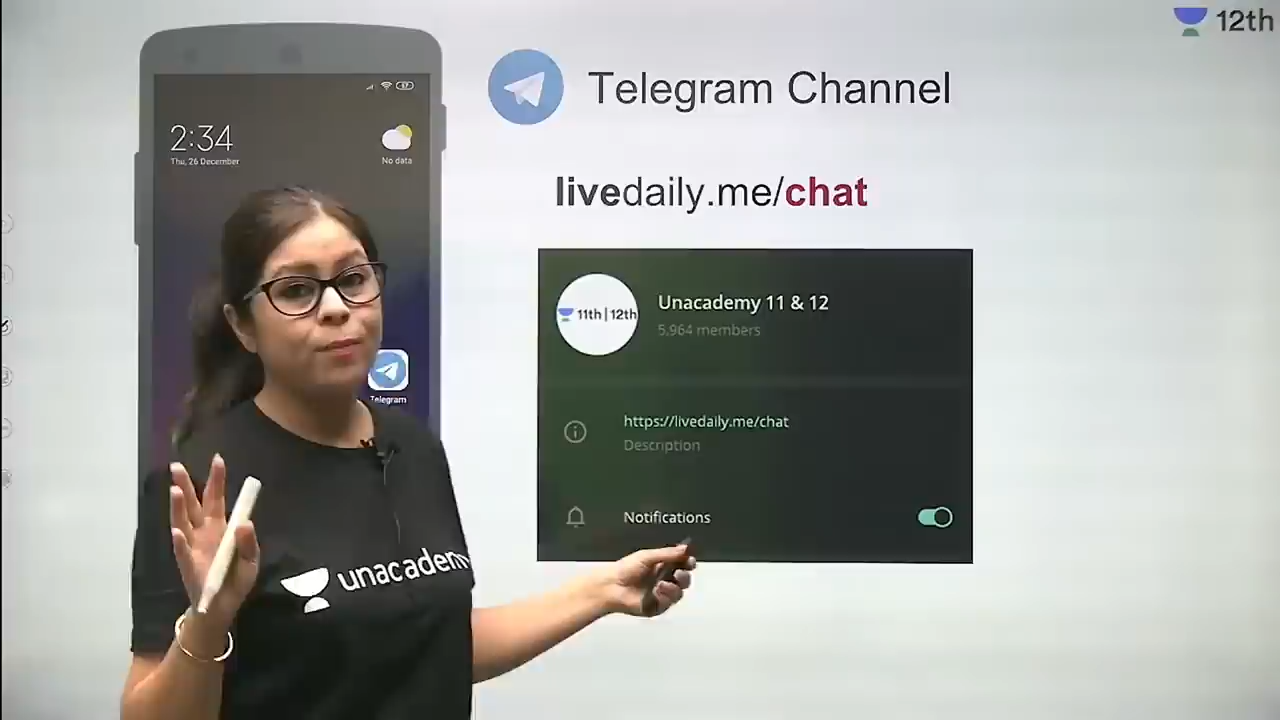 12th
Telegram Channel
2:34
Thu, 26 December
No data
livedaily.me/chat
11th | 12th
Unacademy 11 & 12
5,964 members
Telegram
https://livedaily.me/chat
Description
Notifications
unacadem